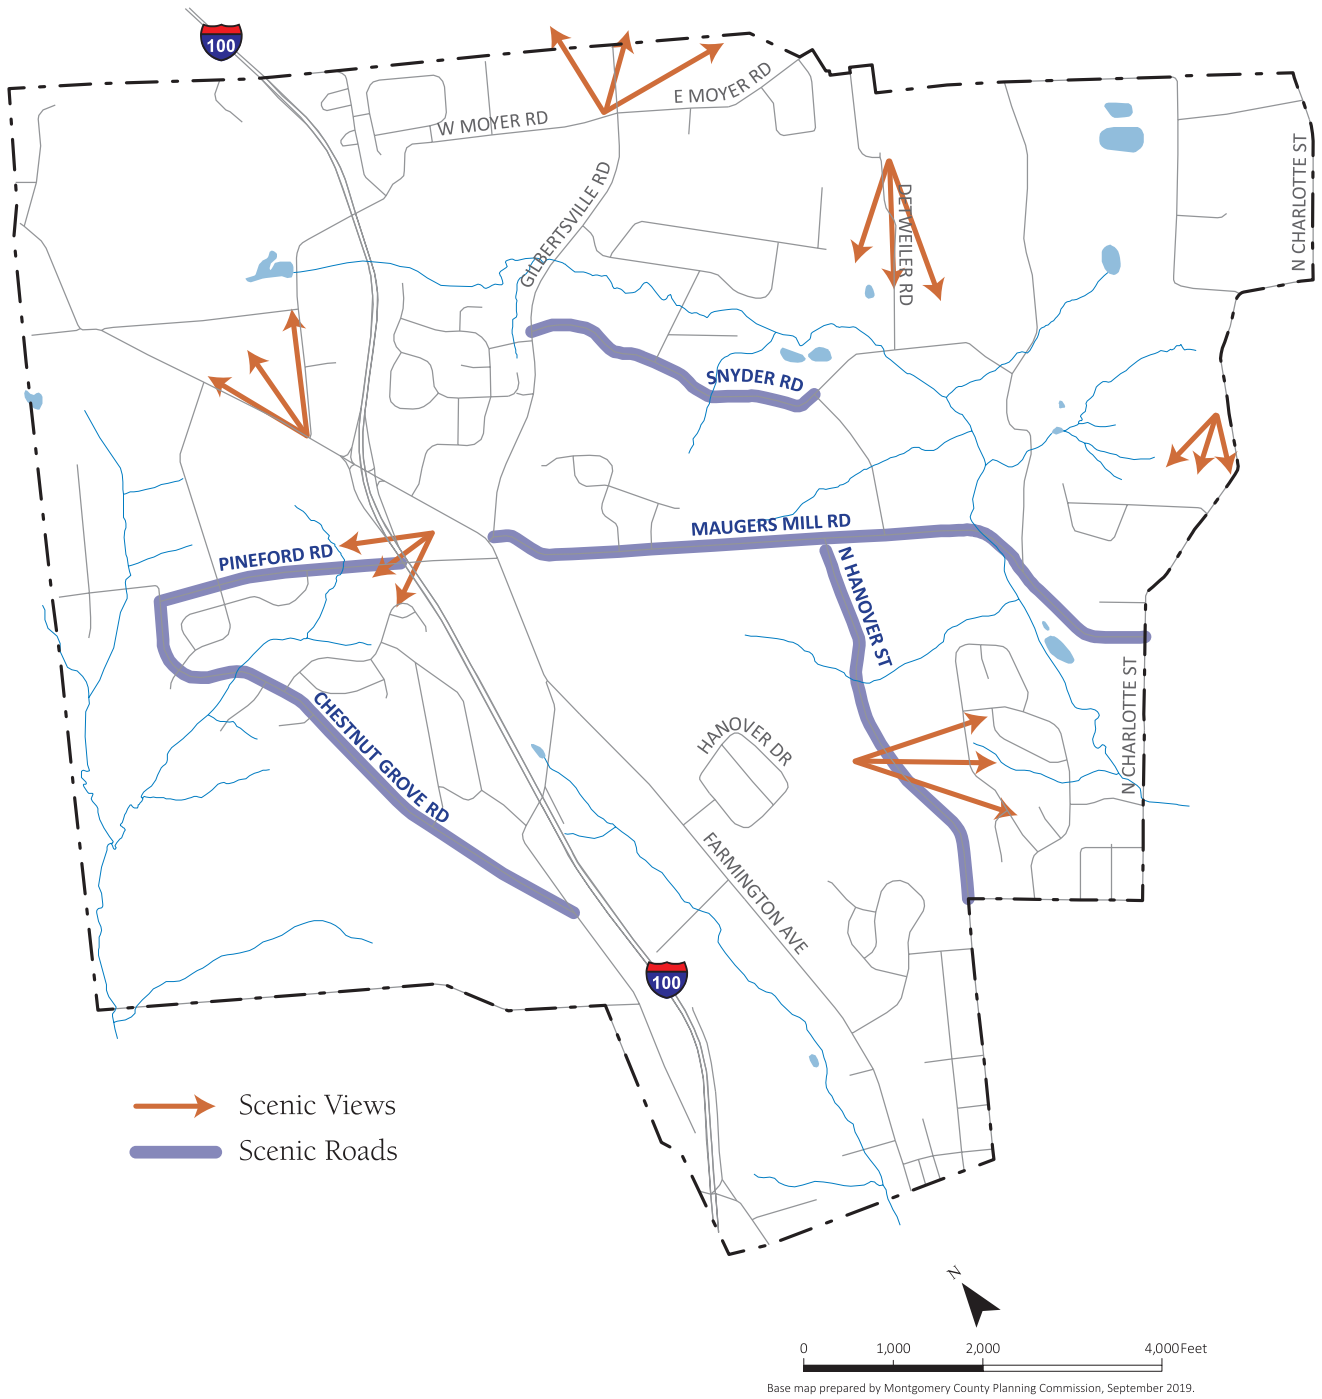 100
E MOYER RD
W MOYER RD
N CHARLOTTE ST
GILBERTSVILLE RD
DETWEILER RD
SNYDER RD
MAUGERS MILL RD
PINEFORD RD
N HANOVER ST
CHESTNUT GROVE RD
N CHARLOTTE ST
HANOVER DR
FARMINGTON AVE
100
Scenic Views
Scenic Roads
N
0 1,000 2,000 4,000 Feet
Base map prepared by Montgomery County Planning Commission, September 2019.